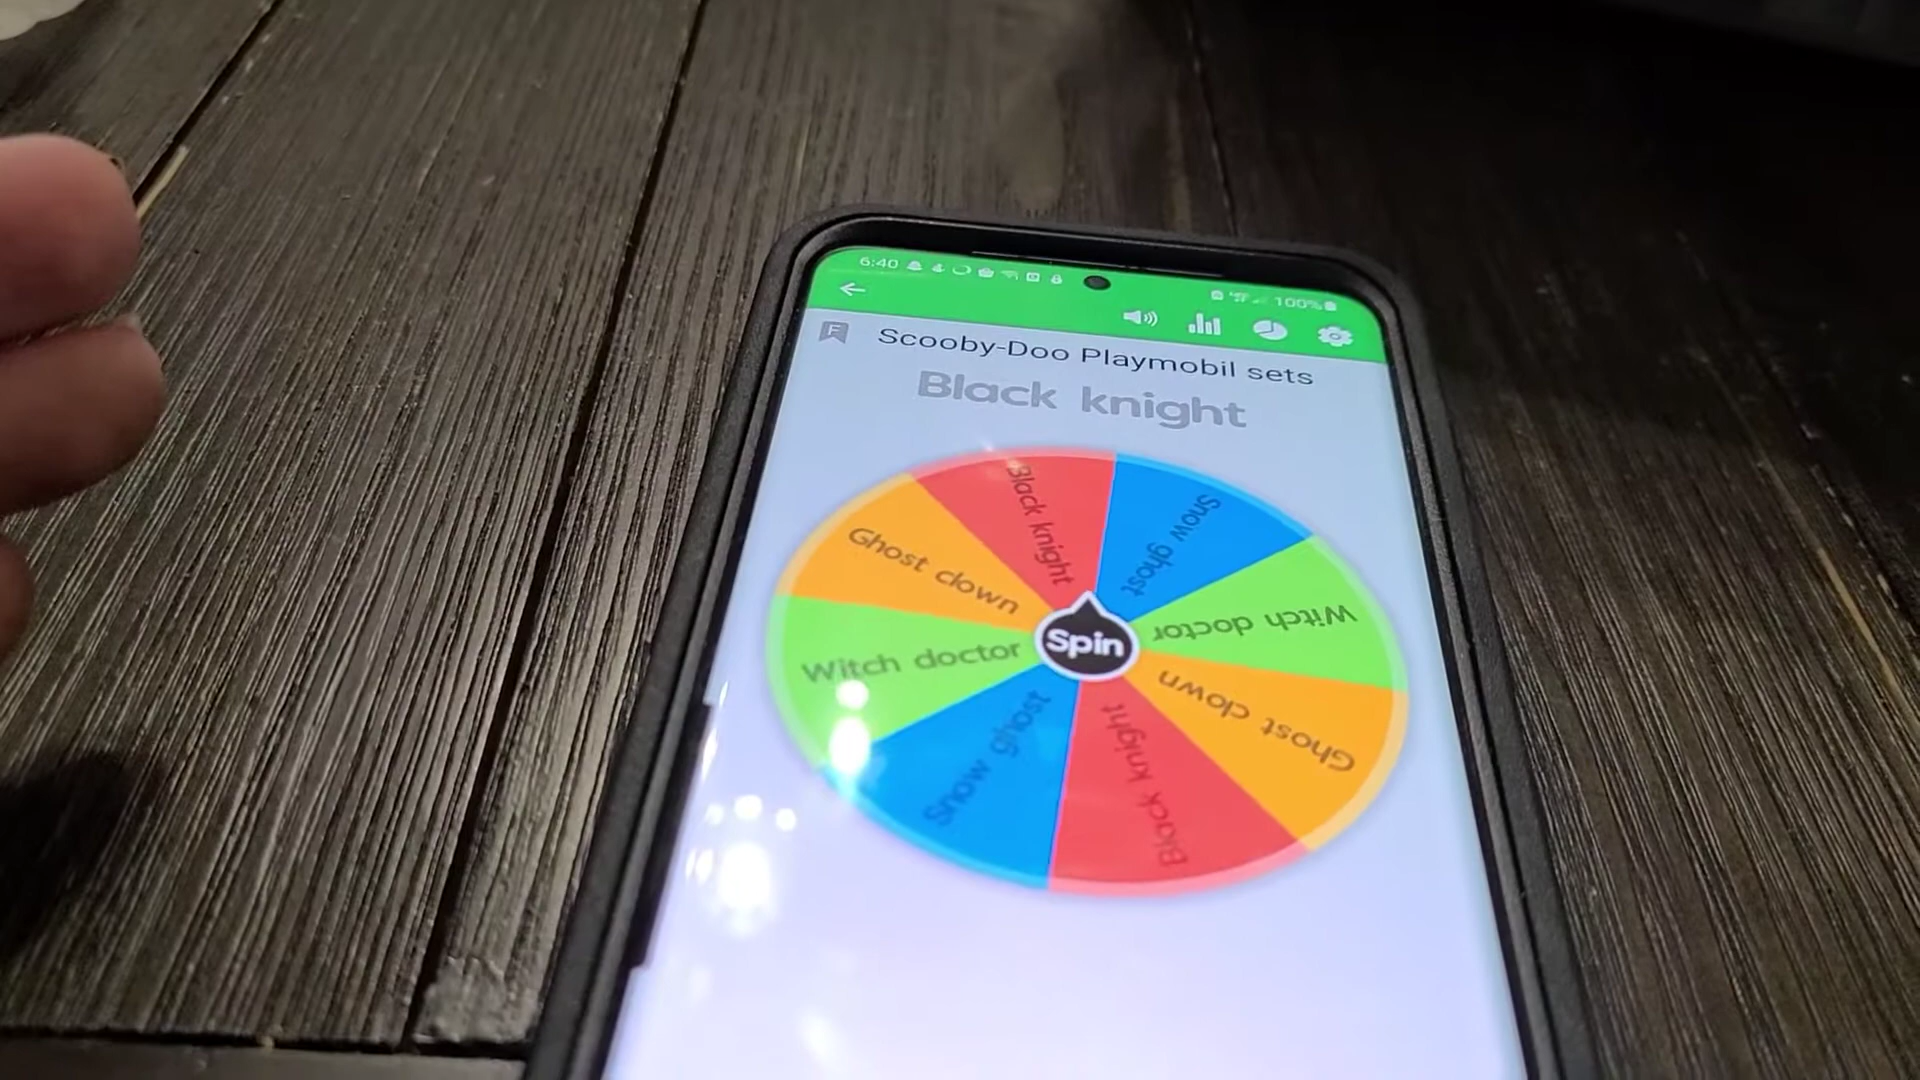 6:40
100%
F
Scooby-Doo Playmobil sets
Black knight
Black knight
Snow ghost
Ghost clown
Witch doctor
Spin
Witch doctor
Ghost clown
Snow ghost
Black knight